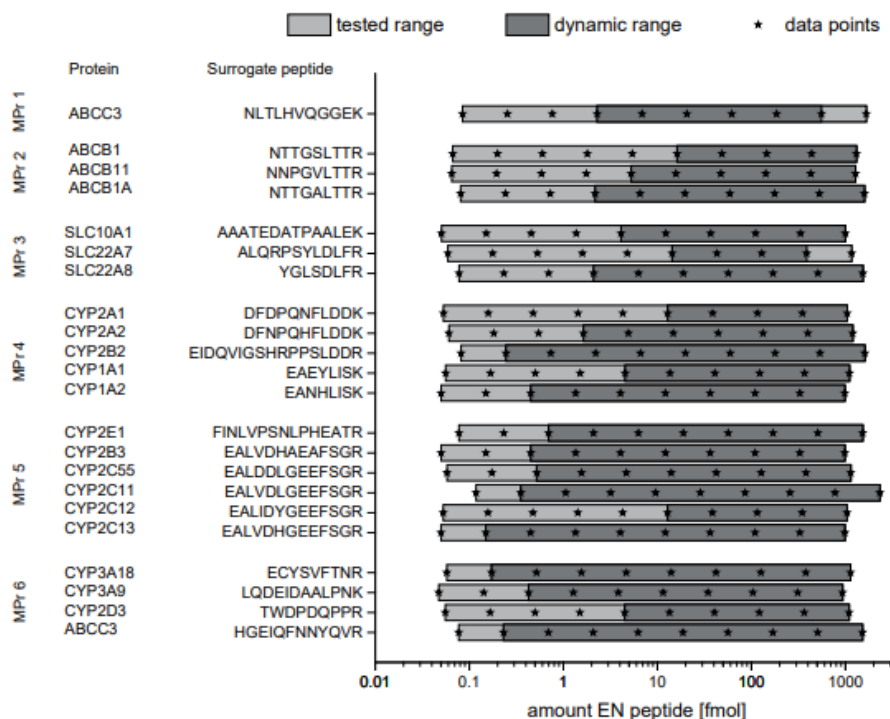 tested range dynamic range data points
Protein Surrogate peptide
MPr 1
ABCC3 NLTLHVQGGEK
MPr 2
ABCB1 NTTGSLTTR
ABCB11 NNPGVLTTR
ABCB1A NTTGALTTR
MPr 3
SLC10A1 AAATEDATPAALEK
SLC22A7 ALQRPSYLDLFR
SLC22A8 YGLSDLFR
MPr 4
CYP2A1 DFDPQNFLDDK
CYP2A2 DFNPQHFLDDK
CYP2B2 EIDQVIGSHRPPSLDDR
CYP1A1 EAEYLISK
CYP1A2 EANHLISK
MPr 5
CYP2E1 FINLVPSNLPHEATR
CYP2B3 EALVDHAEAFSGR
CYP2C55 EALDDLGEEFSGR
CYP2C11 EALVDLGEEFSGR
CYP2C12 EALIDYGEEFSGR
CYP2C13 EALVDHGEEFSGR
MPr 6
CYP3A18 ECYSVFTNR
CYP3A9 LQDEIDAALPNK
CYP2D3 TWDPDQPPR
ABCC3 HGEIQFNNYQVR
0.01 0.1 1 10 100 1000
amount EN peptide [fmol]